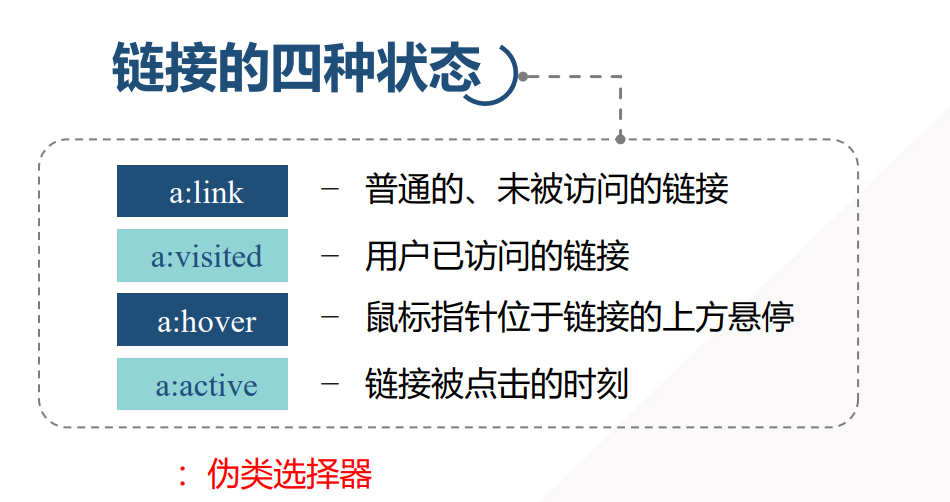 链接的四种状态
a:link – 普通的、未被访问的链接
a:visited – 用户已访问的链接
a:hover – 鼠标指针位于链接的上方悬停
a:active – 链接被点击的时刻
：伪类选择器